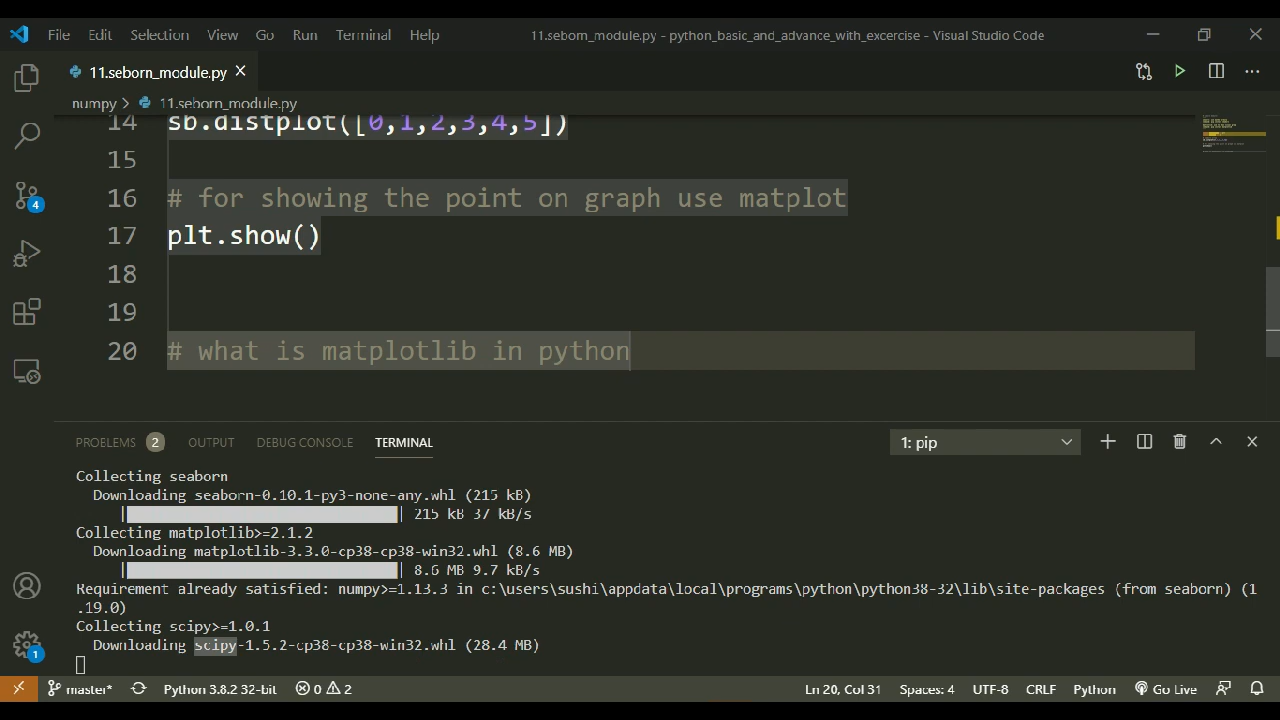 File Edit Selection View Go Run Terminal Help 11.seborn_module.py - python_basic_and_advance_with_excercise - Visual Studio Code
11.seborn_module.py
numpy > 11.seborn_module.py
14 sb.distplot([0,1,2,3,4,5])
15
16 # for showing the point on graph use matplot
17 plt.show()
18
19
20 # what is matplotlib in python
4
1
PROBLEMS 2 OUTPUT DEBUG CONSOLE TERMINAL 1: pip
Collecting seaborn
Downloading seaborn-0.10.1-py3-none-any.whl (215 kB)
| | 215 kB 37 kB/s
Collecting matplotlib>=2.1.2
Downloading matplotlib-3.3.0-cp38-cp38-win32.whl (8.6 MB)
| | 8.6 MB 9.7 kB/s
Requirement already satisfied: numpy>=1.13.3 in c:\users\sushi\appdata\local\programs\python\python38-32\lib\site-packages (from seaborn) (1
.19.0)
Collecting scipy>=1.0.1
Downloading scipy-1.5.2-cp38-cp38-win32.whl (28.4 MB)
master* Python 3.8.2 32-bit 0 2 Ln 20, Col 31 Spaces: 4 UTF-8 CRLF Python Go Live